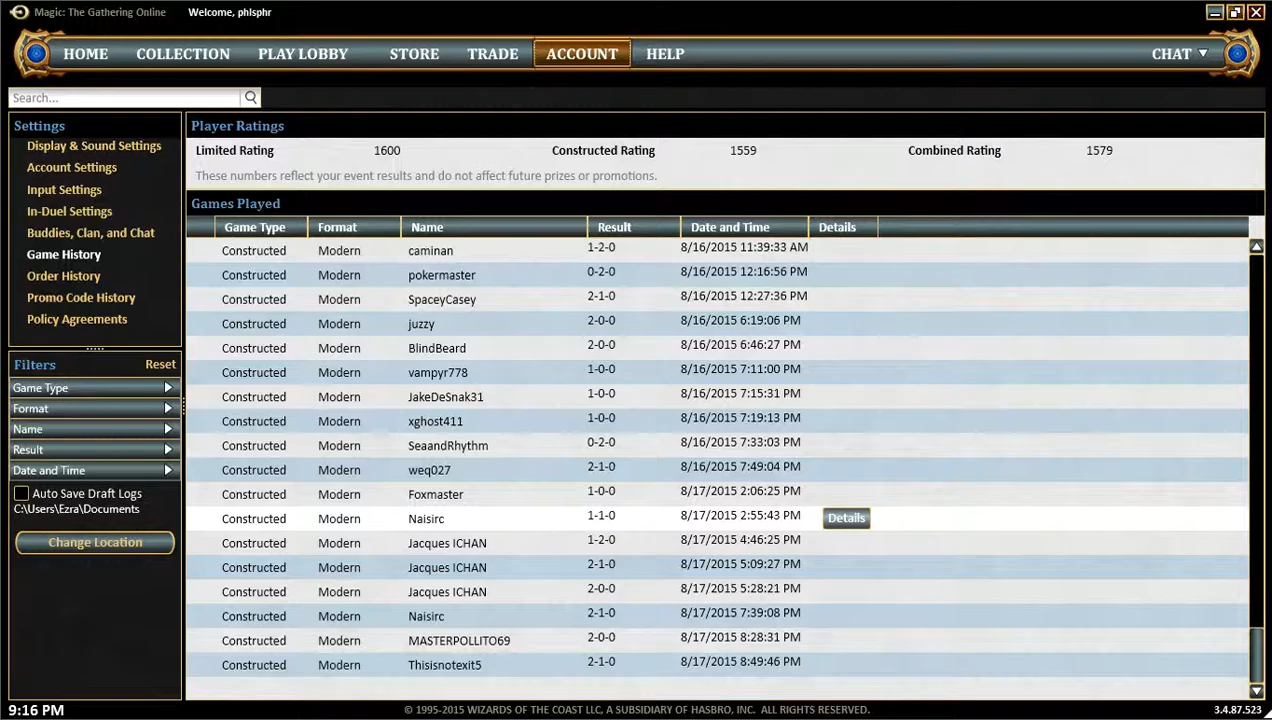 Magic: The Gathering Online Welcome, phlsphr
HOME COLLECTION PLAY LOBBY STORE TRADE ACCOUNT HELP CHAT
Search...
Settings
Display & Sound Settings
Account Settings
Input Settings
In-Duel Settings
Buddies, Clan, and Chat
Game History
Order History
Promo Code History
Policy Agreements
Filters Reset
Game Type
Format
Name
Result
Date and Time
Auto Save Draft Logs
C:\Users\Ezra\Documents
Change Location
Player Ratings
Limited Rating 1600 Constructed Rating 1559 Combined Rating 1579
These numbers reflect your event results and do not affect future prizes or promotions.
Games Played
Game Type Format Name Result Date and Time Details
Constructed Modern caminan 1-2-0 8/16/2015 11:39:33 AM
Constructed Modern pokermaster 0-2-0 8/16/2015 12:16:56 PM
Constructed Modern SpaceyCasey 2-1-0 8/16/2015 12:27:36 PM
Constructed Modern juzzy 2-0-0 8/16/2015 6:19:06 PM
Constructed Modern BlindBeard 2-0-0 8/16/2015 6:46:27 PM
Constructed Modern vampyr778 1-0-0 8/16/2015 7:11:00 PM
Constructed Modern JakeDeSnak31 1-0-0 8/16/2015 7:15:31 PM
Constructed Modern xghost411 1-0-0 8/16/2015 7:19:13 PM
Constructed Modern SeaandRhythm 0-2-0 8/16/2015 7:33:03 PM
Constructed Modern weq027 2-1-0 8/16/2015 7:49:04 PM
Constructed Modern Foxmaster 1-0-0 8/17/2015 2:06:25 PM
Constructed Modern Naisirc 1-1-0 8/17/2015 2:55:43 PM Details
Constructed Modern Jacques ICHAN 1-2-0 8/17/2015 4:46:25 PM
Constructed Modern Jacques ICHAN 2-1-0 8/17/2015 5:09:27 PM
Constructed Modern Jacques ICHAN 2-0-0 8/17/2015 5:28:21 PM
Constructed Modern Naisirc 2-1-0 8/17/2015 7:39:08 PM
Constructed Modern MASTERPOLLITO69 2-0-0 8/17/2015 8:28:31 PM
Constructed Modern Thisisnotexit5 2-1-0 8/17/2015 8:49:46 PM
9:16 PM © 1995-2015 WIZARDS OF THE COAST LLC, A SUBSIDIARY OF HASBRO, INC. ALL RIGHTS RESERVED. 3.4.87.523